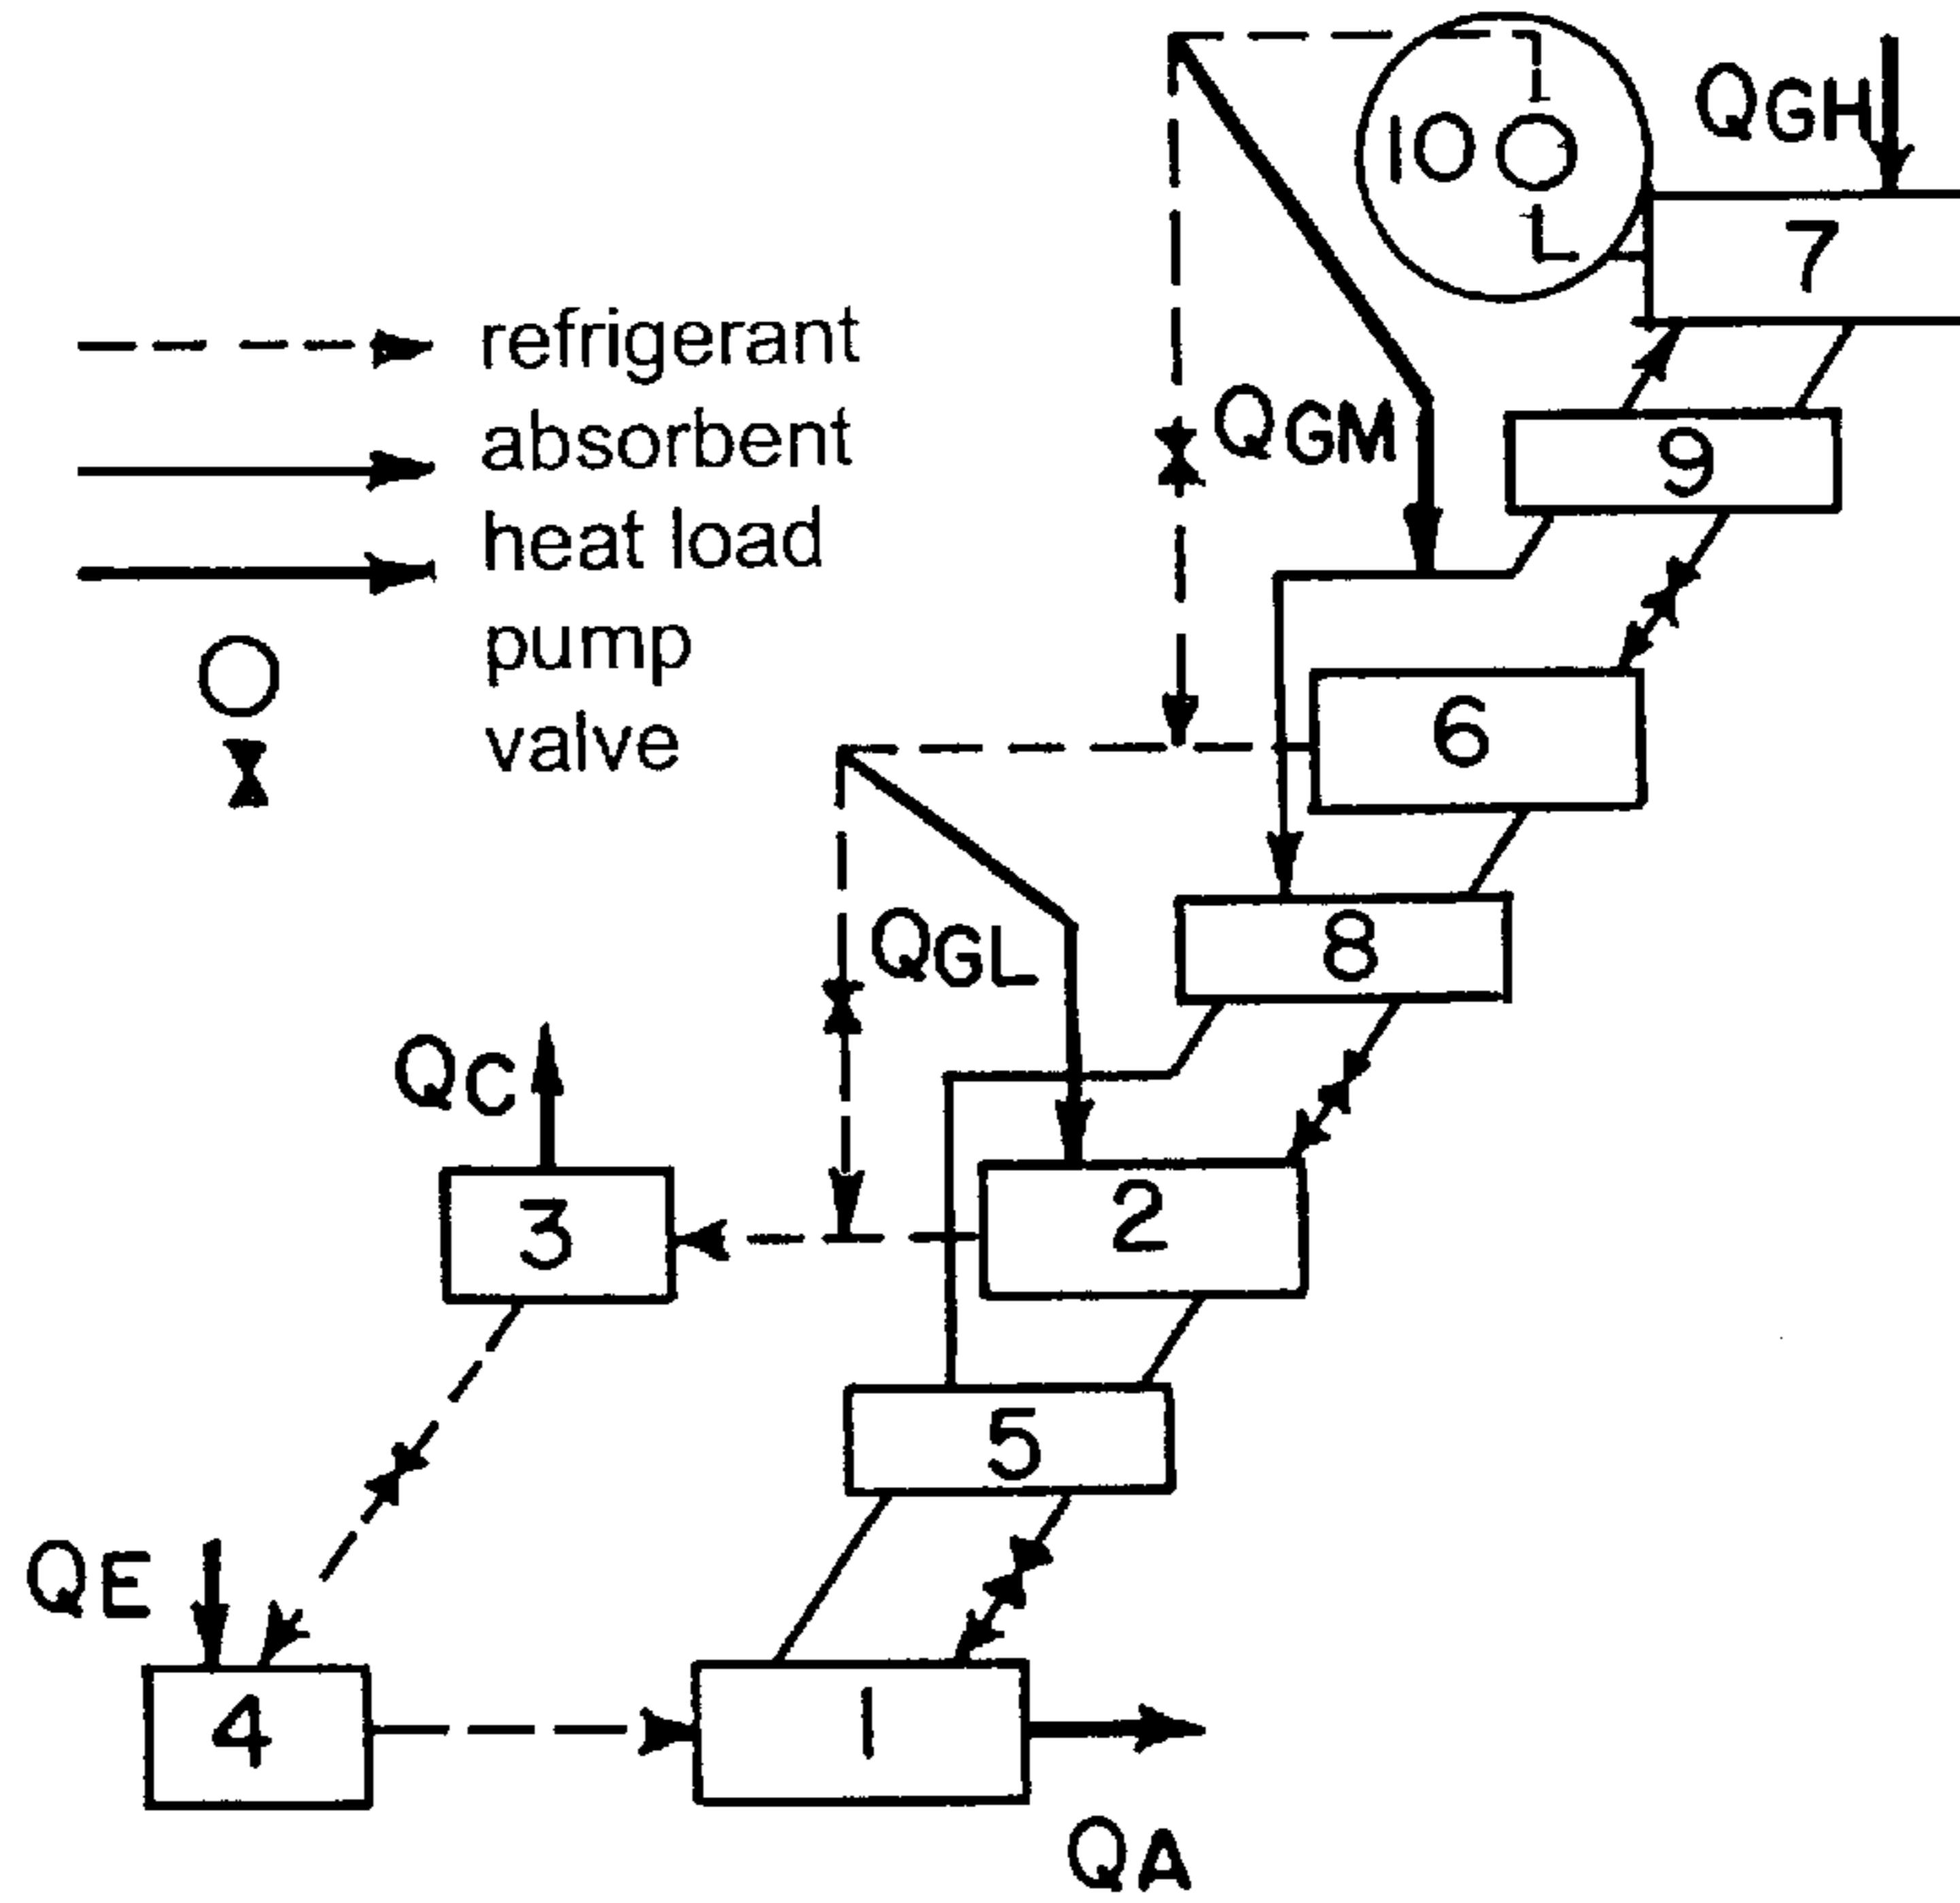 QGH
10
7
refrigerant
absorbent
QGM
9
heat load
pump
valve
6
QGL
8
QC
3
2
5
QE
4
1
QA